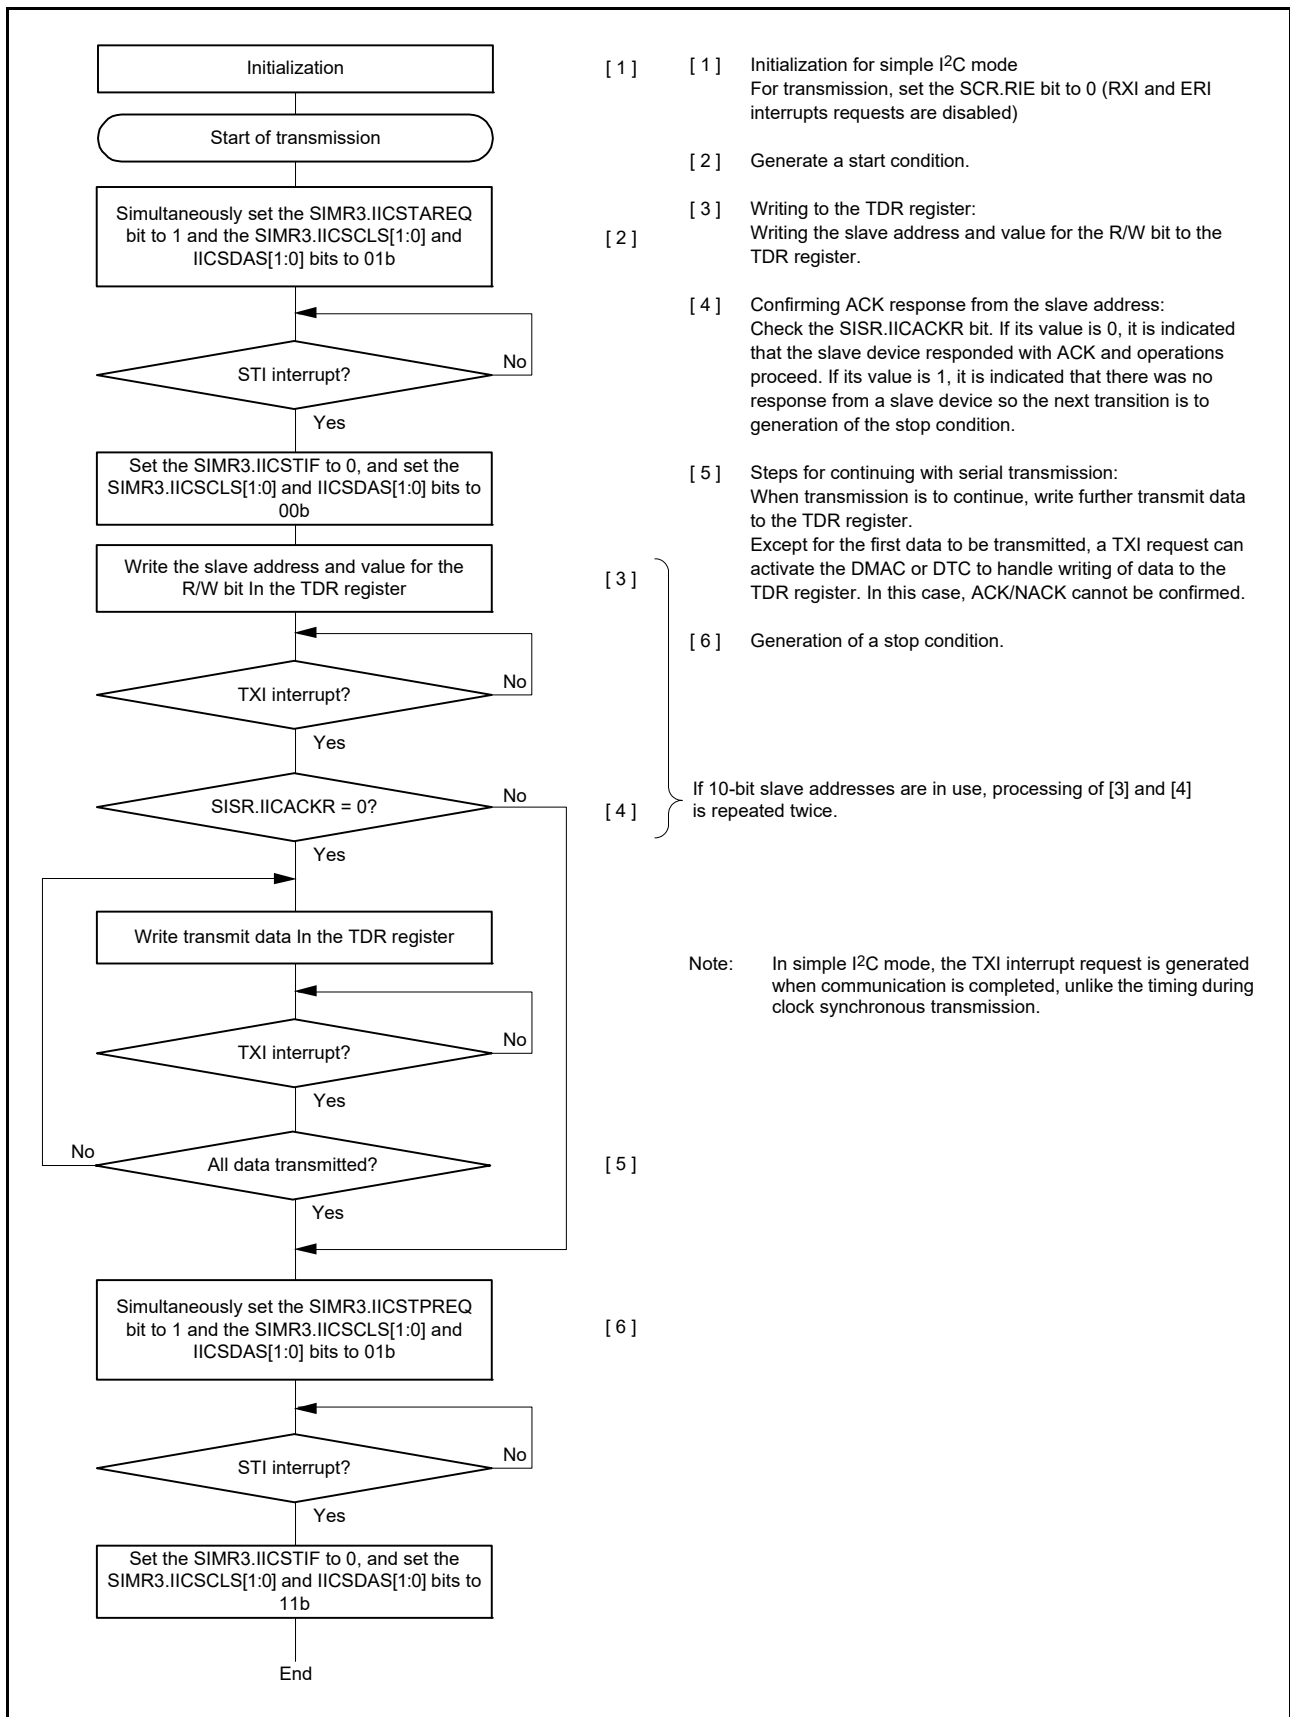 Initialization
[ 1 ]
Start of transmission
Simultaneously set the SIMR3.IICSTAREQ
bit to 1 and the SIMR3.IICSCLS[1:0] and
IICSDAS[1:0] bits to 01b
[ 2 ]
No
STI interrupt?
Yes
Set the SIMR3.IICSTIF to 0, and set the
SIMR3.IICSCLS[1:0] and IICSDAS[1:0] bits to
00b
Write the slave address and value for the
R/W bit In the TDR register
[ 3 ]
No
TXI interrupt?
Yes
No
SISR.IICACKR = 0?
[ 4 ]
Yes
Write transmit data In the TDR register
No
TXI interrupt?
Yes
No
All data transmitted?
[ 5 ]
Yes
Simultaneously set the SIMR3.IICSTPREQ
bit to 1 and the SIMR3.IICSCLS[1:0] and
IICSDAS[1:0] bits to 01b
[ 6 ]
No
STI interrupt?
Yes
Set the SIMR3.IICSTIF to 0, and set the
SIMR3.IICSCLS[1:0] and IICSDAS[1:0] bits to
11b
End
[ 1 ] Initialization for simple I2C mode
For transmission, set the SCR.RIE bit to 0 (RXI and ERI
interrupts requests are disabled)
[ 2 ] Generate a start condition.
[ 3 ] Writing to the TDR register:
Writing the slave address and value for the R/W bit to the
TDR register.
[ 4 ] Confirming ACK response from the slave address:
Check the SISR.IICACKR bit. If its value is 0, it is indicated
that the slave device responded with ACK and operations
proceed. If its value is 1, it is indicated that there was no
response from a slave device so the next transition is to
generation of the stop condition.
[ 5 ] Steps for continuing with serial transmission:
When transmission is to continue, write further transmit data
to the TDR register.
Except for the first data to be transmitted, a TXI request can
activate the DMAC or DTC to handle writing of data to the
TDR register. In this case, ACK/NACK cannot be confirmed.
[ 6 ] Generation of a stop condition.
If 10-bit slave addresses are in use, processing of [3] and [4]
is repeated twice.
Note: In simple I2C mode, the TXI interrupt request is generated
when communication is completed, unlike the timing during
clock synchronous transmission.